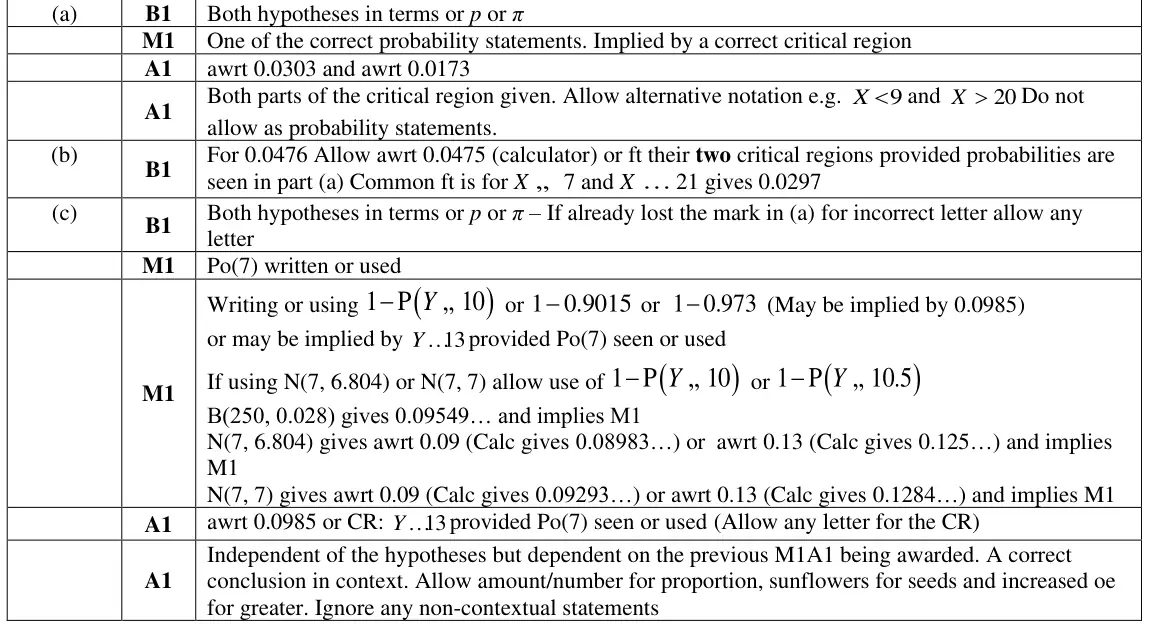 (a) B1 Both hypotheses in terms or p or π
M1 One of the correct probability statements. Implied by a correct critical region
A1 awrt 0.0303 and awrt 0.0173
A1 Both parts of the critical region given. Allow alternative notation e.g. X < 9 and X > 20 Do not
allow as probability statements.
(b) B1 For 0.0476 Allow awrt 0.0475 (calculator) or ft their two critical regions provided probabilities are
seen in part (a) Common ft is for X ,, 7 and X … 21 gives 0.0297
(c) B1 Both hypotheses in terms or p or π – If already lost the mark in (a) for incorrect letter allow any
letter
M1 Po(7) written or used
M1 Writing or using 1 – P(Y ,, 10) or 1 – 0.9015 or 1 – 0.973 (May be implied by 0.0985)
or may be implied by Y …13 provided Po(7) seen or used
If using N(7, 6.804) or N(7, 7) allow use of 1 – P(Y ,, 10) or 1 – P(Y ,, 10.5)
B(250, 0.028) gives 0.09549… and implies M1
N(7, 6.804) gives awrt 0.09 (Calc gives 0.08983…) or awrt 0.13 (Calc gives 0.125…) and implies
M1
N(7, 7) gives awrt 0.09 (Calc gives 0.09293…) or awrt 0.13 (Calc gives 0.1284…) and implies M1
A1 awrt 0.0985 or CR: Y …13 provided Po(7) seen or used (Allow any letter for the CR)
A1 Independent of the hypotheses but dependent on the previous M1A1 being awarded. A correct
conclusion in context. Allow amount/number for proportion, sunflowers for seeds and increased oe
for greater. Ignore any non-contextual statements